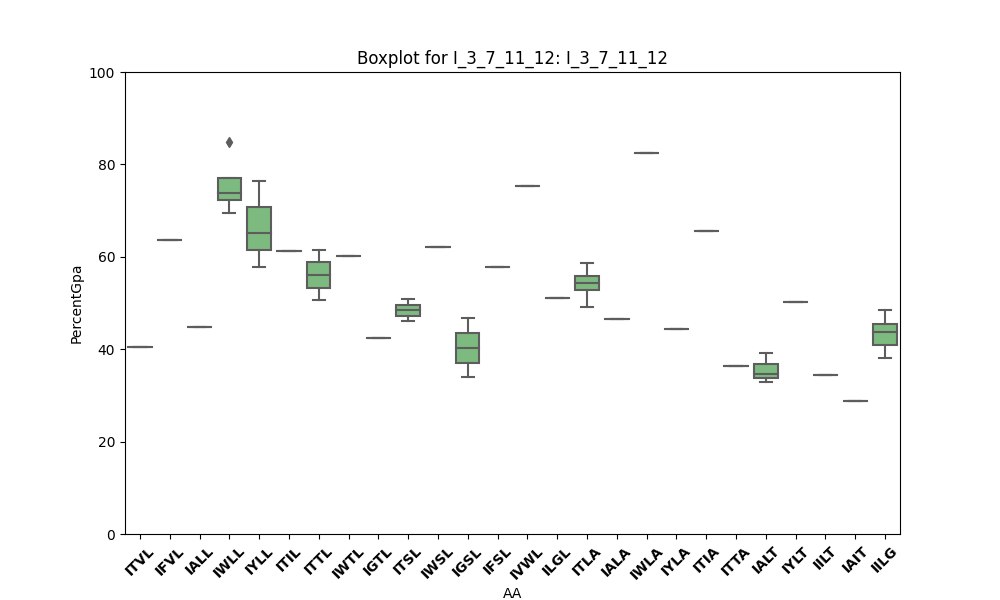 Boxplot for I_3_7_11_12: I_3_7_11_12
PercentGpa
100
80
60
40
20
0
ITVL IFVL IALL IWLL IYLL ITIL ITTL IWTL IGTL ITSL IWSL IGSL IFSL IVWL ILGL ITLA IALA IWLA IYLA ITIA ITTA IALT IYLT IILT IAIT IILG
AA